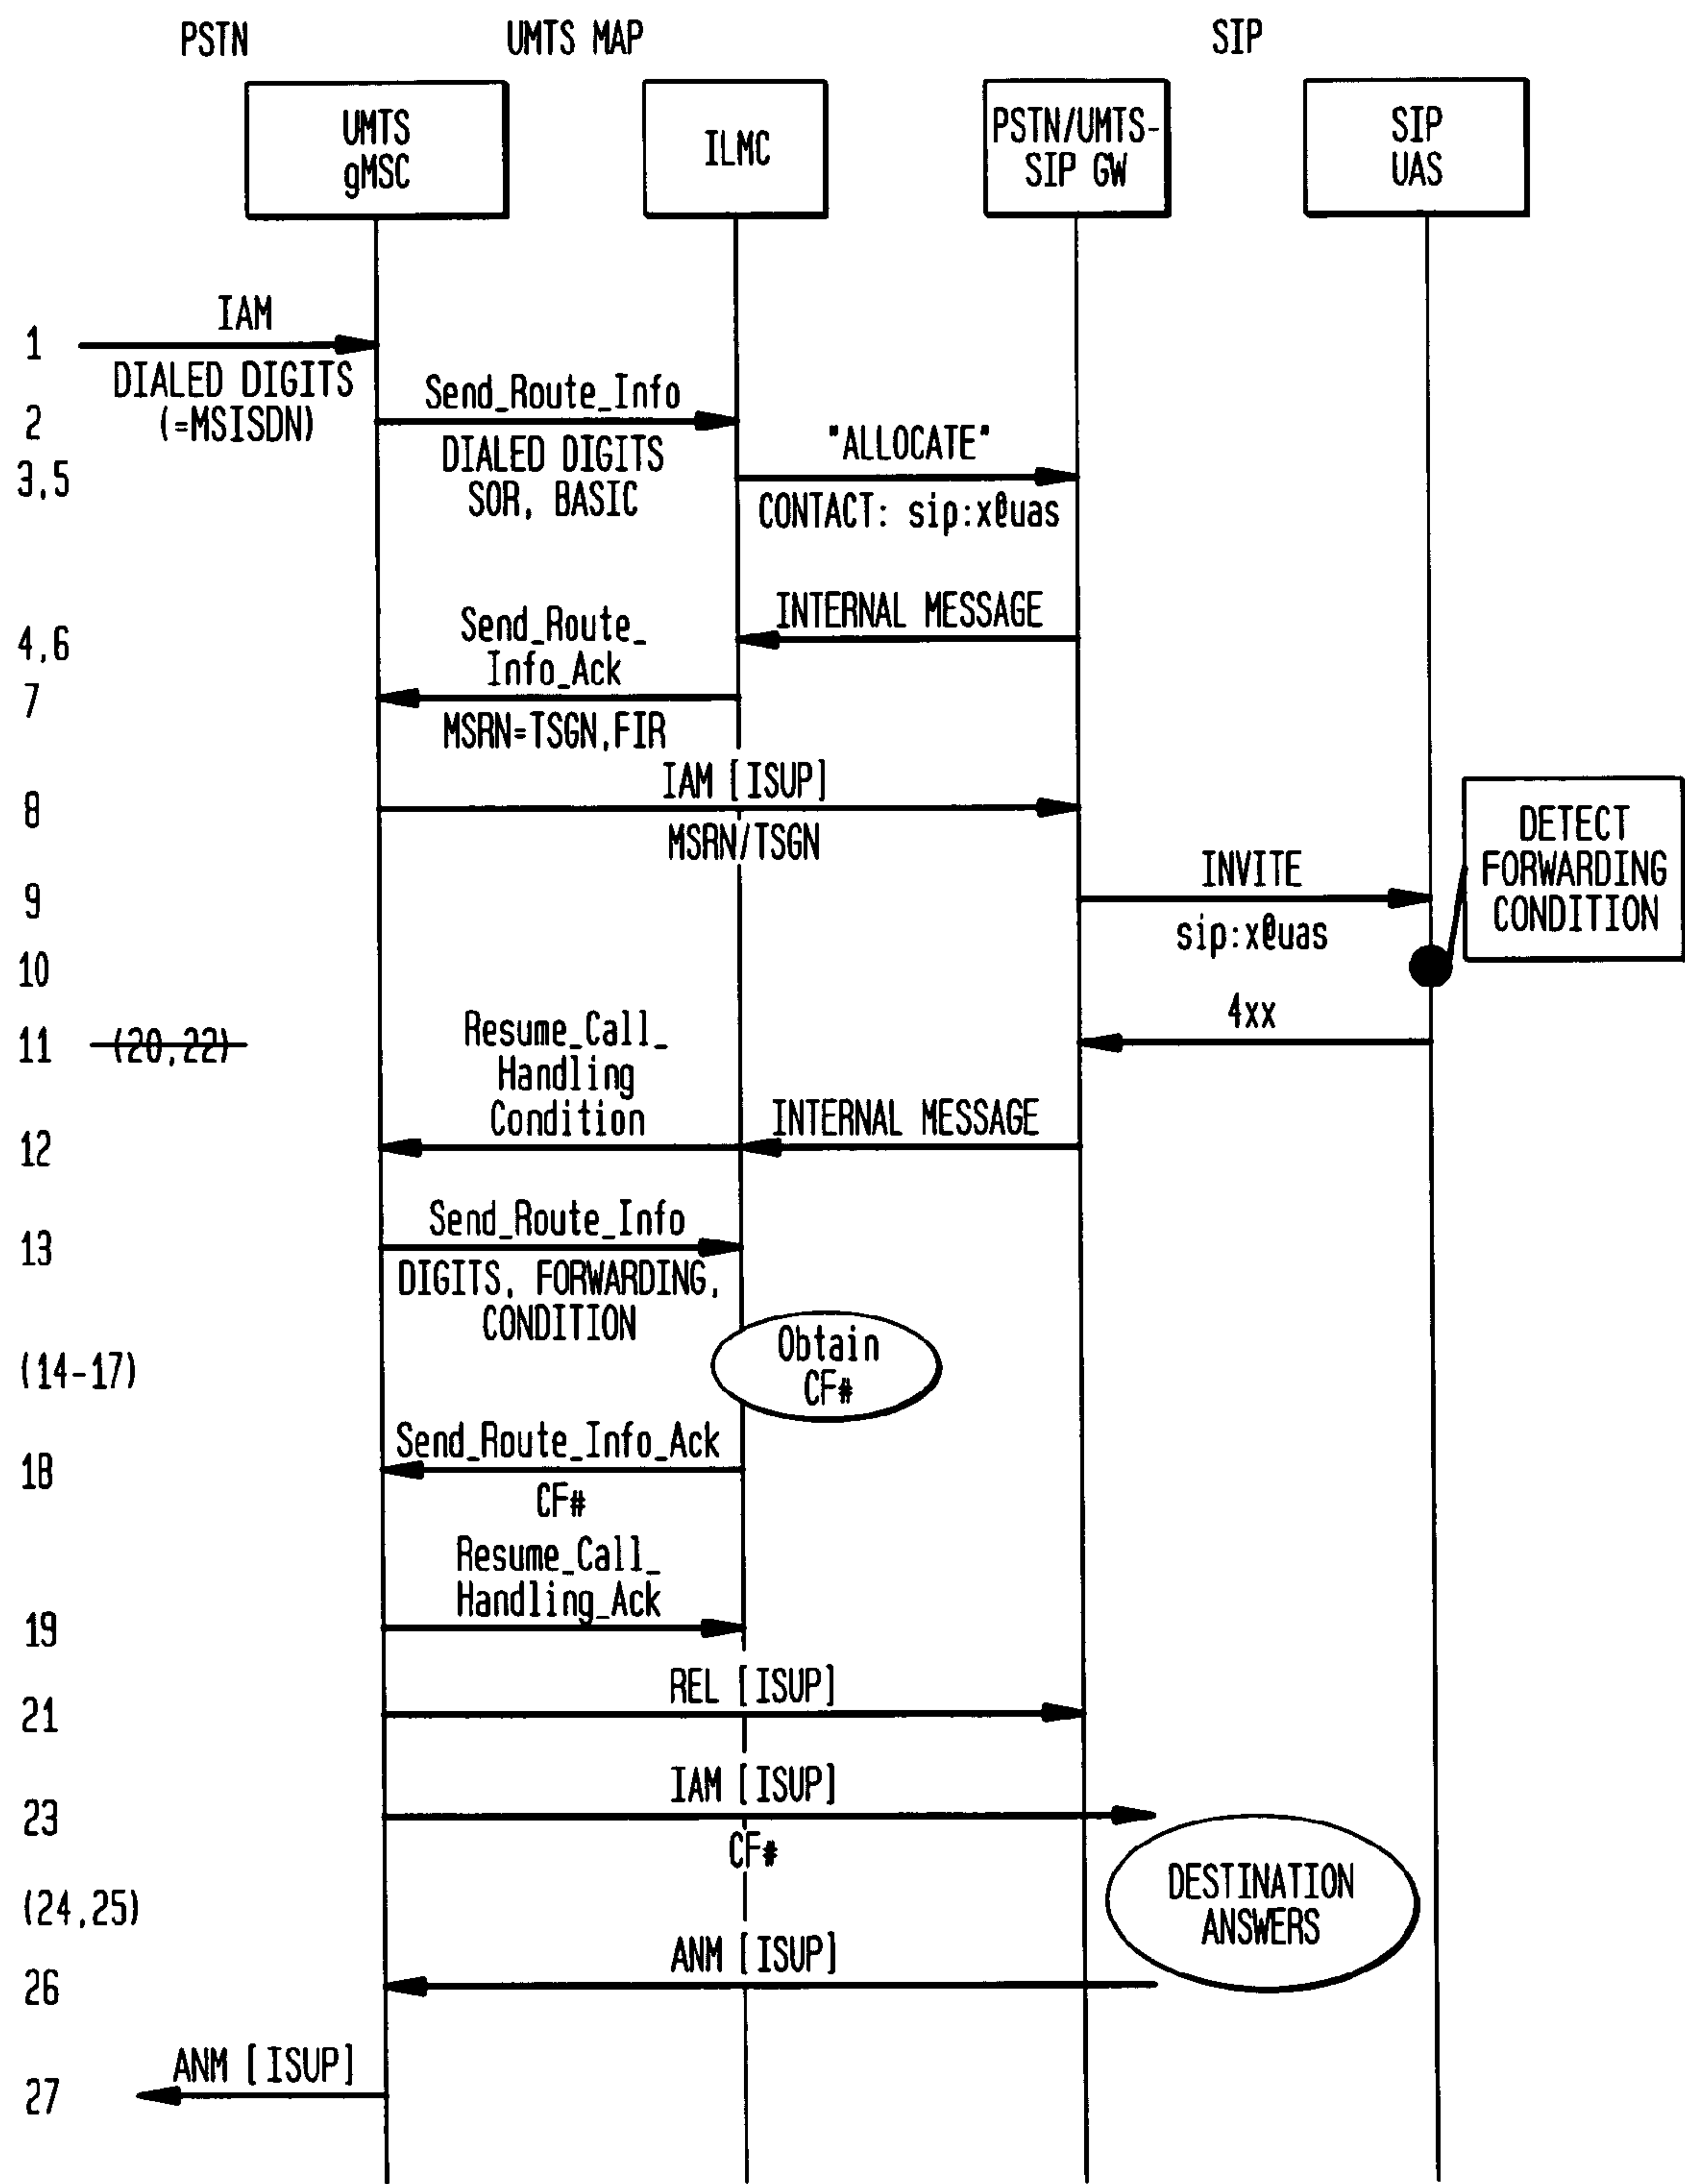 PSTN
UMTS MAP
SIP
UMTS
gMSC
ILMC
PSTN/UMTS-
SIP GW
SIP
UAS
IAM
1
DIALED DIGITS
(=MSISDN)
Send_Route_Info
2
DIALED DIGITS
SOR, BASIC
"ALLOCATE"
3,5
CONTACT: sip:x@uas
INTERNAL MESSAGE
4,6
Send_Route_
Info_Ack
7
MSRN=TSGN,FIR
IAM [ISUP]
8
MSRN/TSGN
DETECT
FORWARDING
CONDITION
INVITE
9
sip:x@uas
10
4xx
11
(20,22)
Resume_Call_
Handling
Condition
INTERNAL MESSAGE
12
Send_Route_Info
13
DIGITS, FORWARDING,
CONDITION
(14-17)
Obtain
CF#
Send_Route_Info_Ack
18
CF#
Resume_Call_
Handling_Ack
19
REL [ISUP]
21
IAM [ISUP]
23
CF#
(24,25)
DESTINATION
ANSWERS
ANM [ISUP]
26
ANM [ISUP]
27